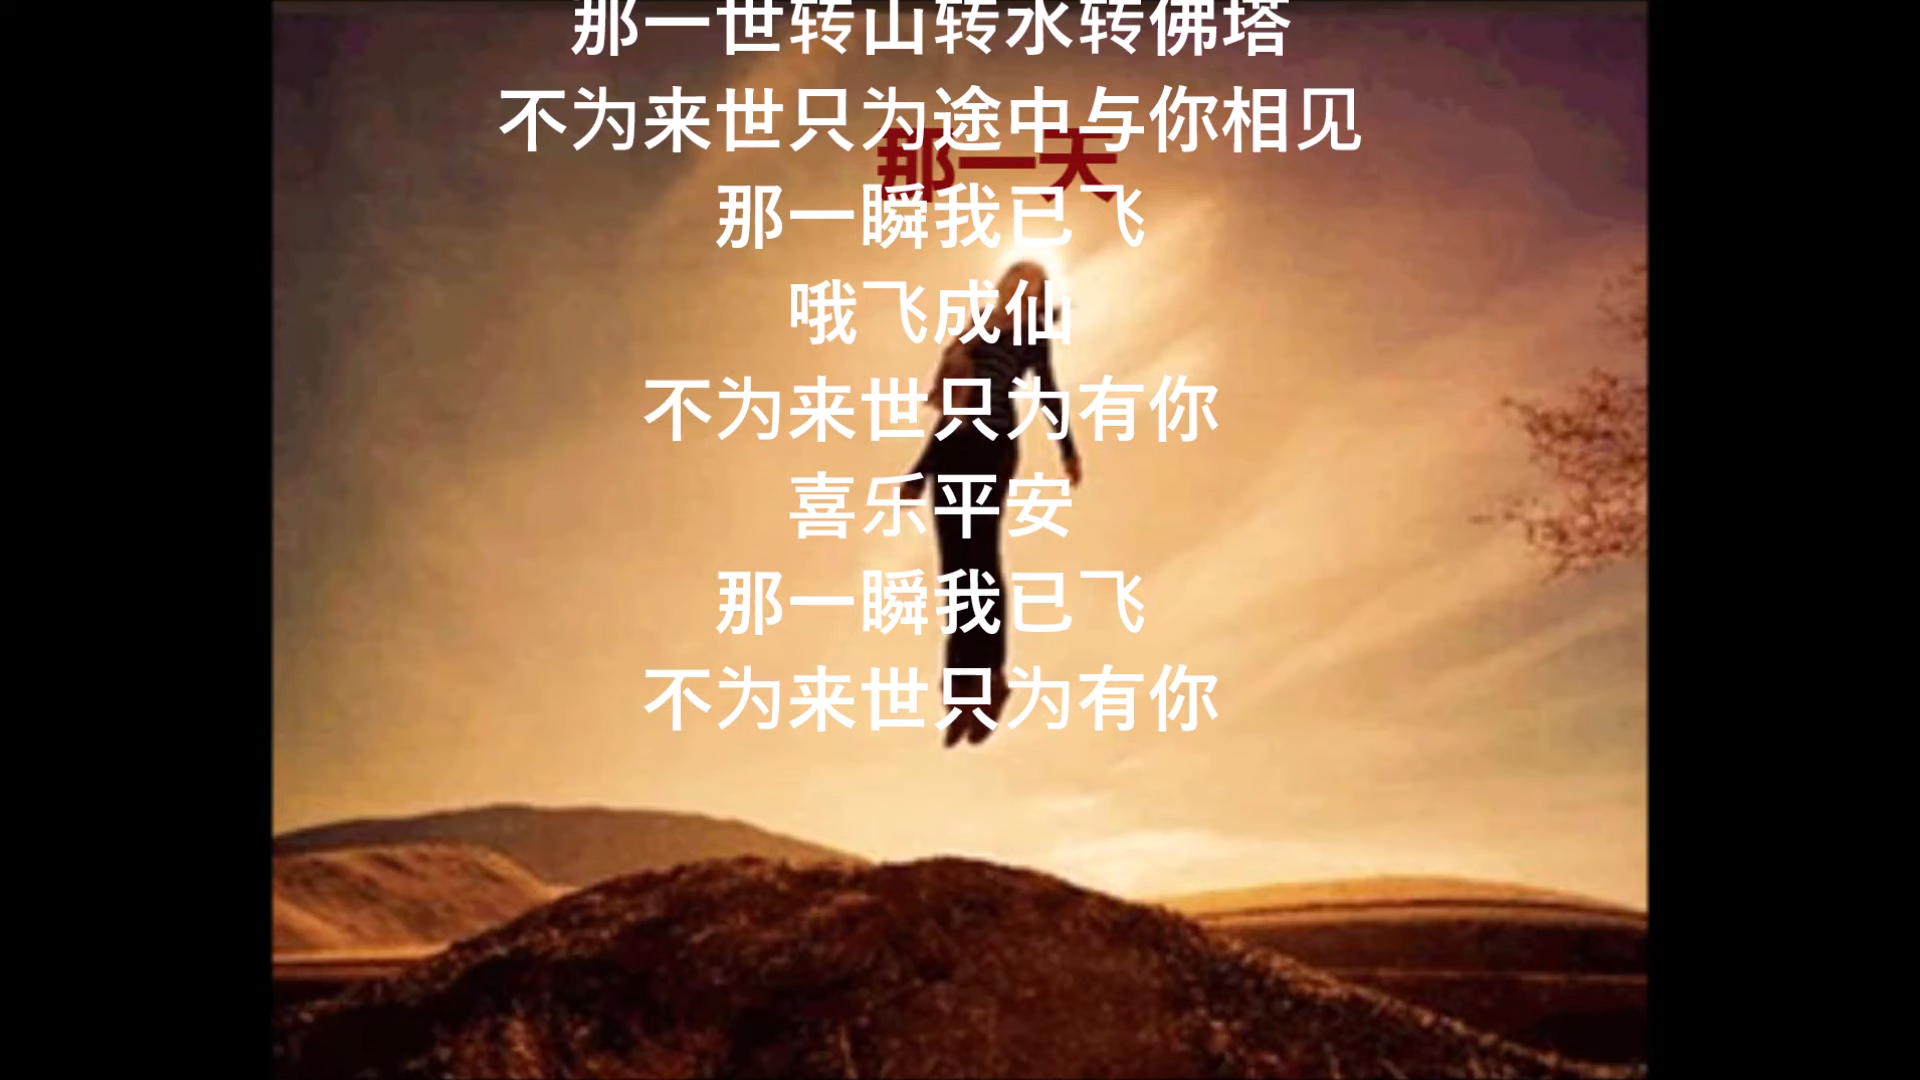 那一世转山转水转佛塔
不为来世只为途中与你相见
那一天
那一瞬我已飞
哦飞成仙
不为来世只为有你
喜乐平安
那一瞬我已飞
不为来世只为有你